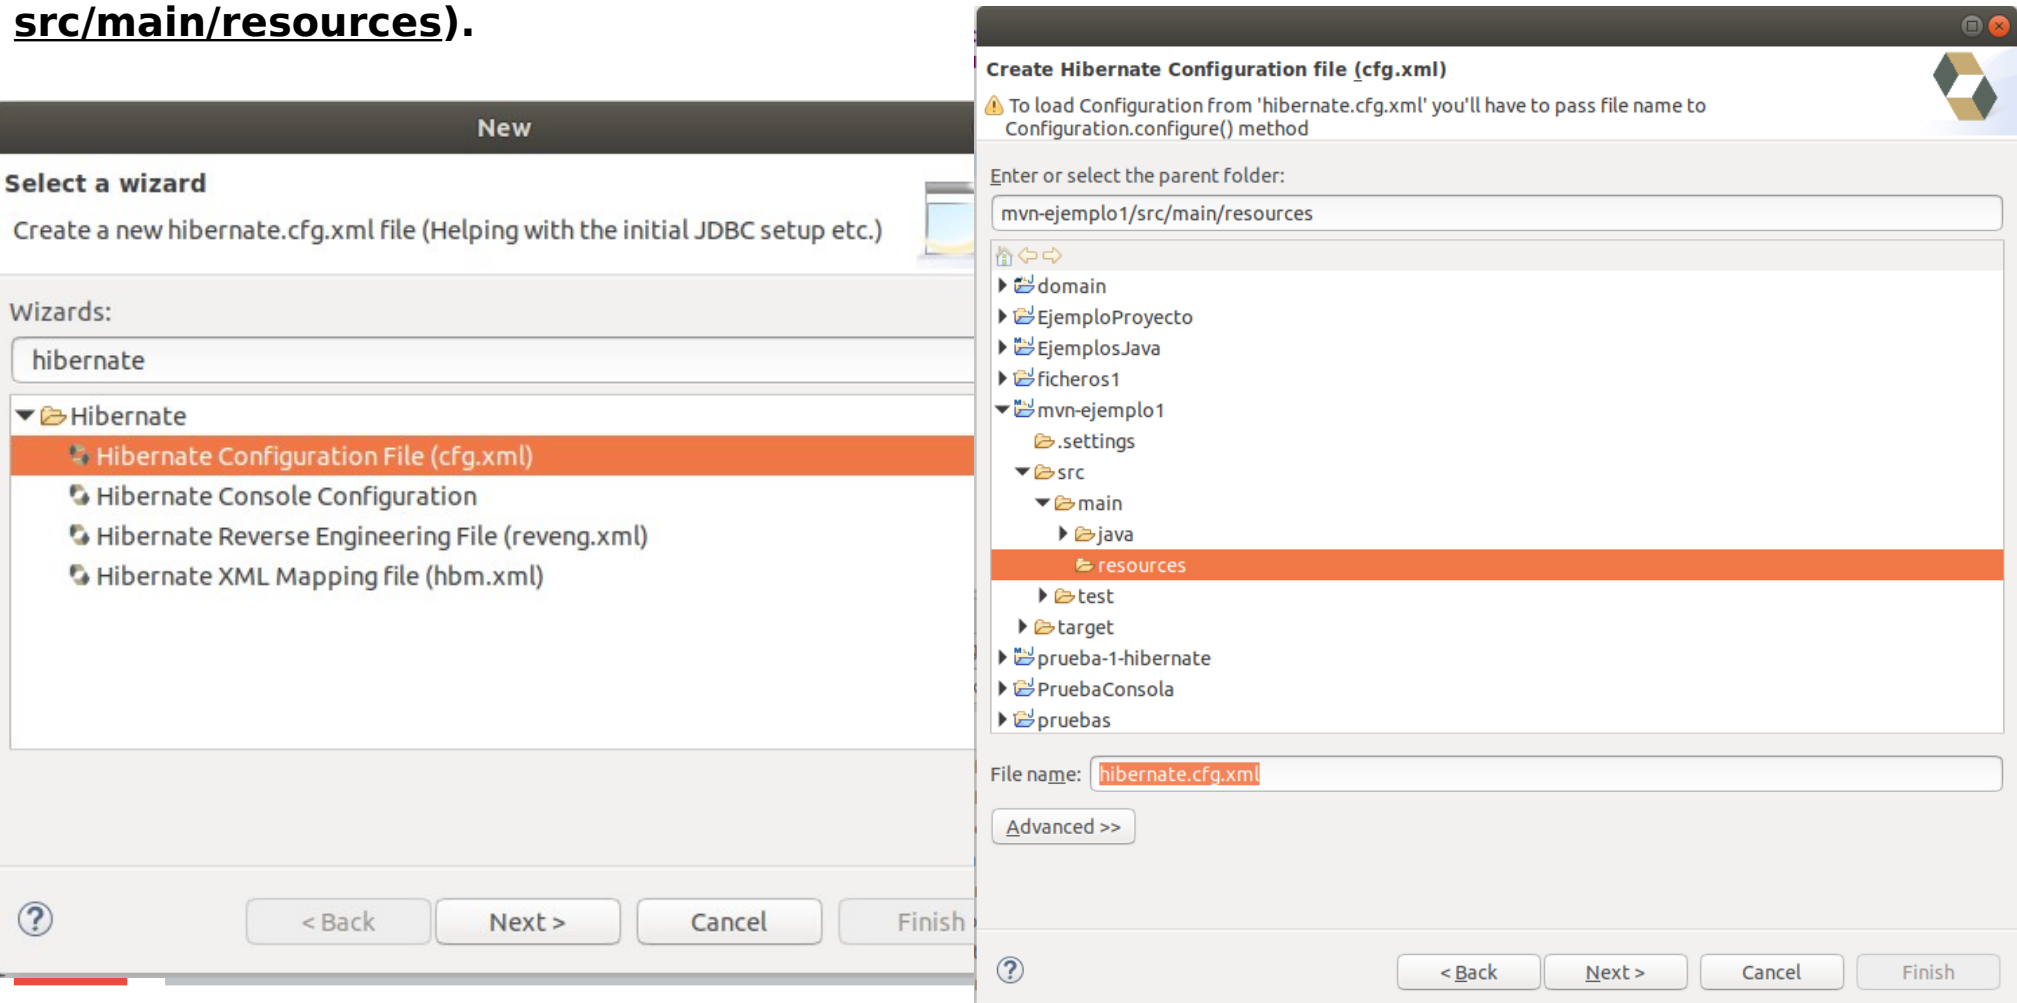 src/main/resources).
New
Select a wizard
Create a new hibernate.cfg.xml file (Helping with the initial JDBC setup etc.)
Wizards:
hibernate
Hibernate
Hibernate Configuration File (cfg.xml)
Hibernate Console Configuration
Hibernate Reverse Engineering File (reveng.xml)
Hibernate XML Mapping file (hbm.xml)
< Back
Next >
Cancel
Finish
Create Hibernate Configuration file (cfg.xml)
To load Configuration from 'hibernate.cfg.xml' you'll have to pass file name to
Configuration.configure() method
Enter or select the parent folder:
mvn-ejemplo1/src/main/resources
domain
EjemploProyecto
EjemplosJava
ficheros1
mvn-ejemplo1
.settings
src
main
java
resources
test
target
prueba-1-hibernate
PruebaConsola
pruebas
File name:
hibernate.cfg.xml
Advanced >>
< Back
Next >
Cancel
Finish